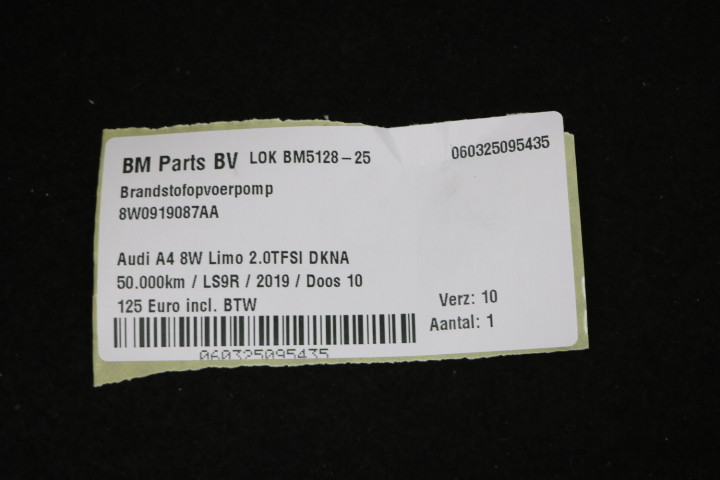 BM Parts BV LOK BM5128-25 060325095435
Brandstofopvoerpomp
8W0919087AA
Audi A4 8W Limo 2.0TFSI DKNA
50.000km / LS9R / 2019 / Doos 10
125 Euro incl. BTW
Verz: 10
Aantal: 1
060325095435